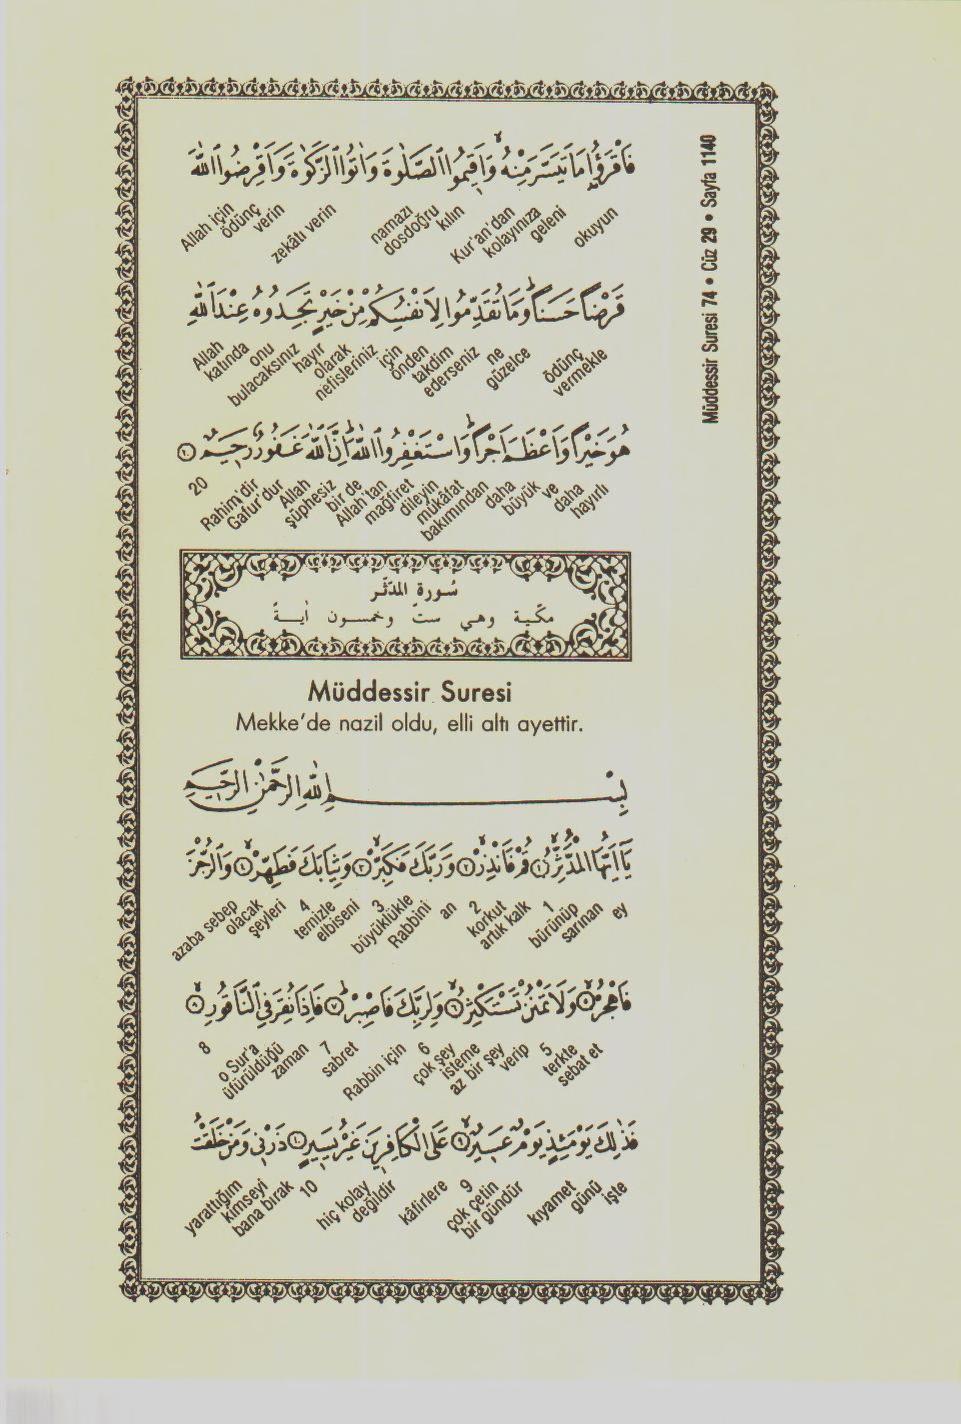 Müddessir Suresi 74 • Cüz 29 • Sayfa 1140
فَاقْرَؤُ۫ا مَا تَيَسَّرَ مِنْهُۙ وَاَق۪يمُوا الصَّلٰوةَ وَاٰتُوا الزَّكٰوةَ وَاَقْرِضُوا اللّٰهَ
okuyun geleni kolayınıza Kur'an'dan kılın dosdoğru namazı zekâtı verin verin ödünç Allah için
قَرْضاً حَسَناًۜ وَمَا تُقَدِّمُوا لِاَنْفُسِكُمْ مِنْ خَيْرٍ تَجِدُوهُ عِنْدَ اللّٰهِ
ödünç vermekle güzelce ne ederseniz takdim önden için nefisleriniz olarak hayır bulacaksınız onu katında Allah
هُوَ خَيْراً وَاَعْظَمَ اَجْراًۜ وَاسْتَغْفِرُوا اللّٰهَۜ اِنَّ اللّٰهَ غَفُورٌ رَح۪يمٌ ﴿٢٠﴾
daha hayırlı ve büyük daha bakımından mükâfat dileyin mağfiret Allah'tan bir de şüphesiz Allah Gafur'dur Rahim'dir 20
سُورة المدّثّر
مكّية وهي ستّ وخمسون اٰيةً
Müddessir Suresi
Mekke'de nazil oldu, elli altı ayettir.
بِسْمِ اللّٰهِ الرَّحْمٰنِ الرَّح۪يمِ
يَٓا اَيُّهَا الْمُدَّثِّرُۙ ﴿١﴾ قُمْ فَاَنْذِرْۙ ﴿٢﴾ وَرَبَّكَ فَكَبِّرْۙ ﴿٣﴾ وَثِيَابَكَ فَطَهِّرْۙ ﴿٤﴾ وَالرُّجْزَ
ey sarınan bürünüp 1 artık kalk korkut 2 an Rabbini büyüklükle 3 elbiseni temizle 4 şeyleri olacak azaba sebep
فَاهْجُرْۙ ﴿٥﴾ وَلَا تَمْنُنْ تَسْتَكْثِرُۙ ﴿٦﴾ وَلِرَبِّكَ فَاصْبِرْۜ ﴿٧﴾ فَاِذَا نُقِرَ فِي النَّاقُورِۙ ﴿٨﴾
sebat et terkte 5 verip az bir şey isteme çok şey 6 Rabbin için sabret 7 zaman üfürüldüğü o Sur'a 8
فَذٰلِكَ يَوْمَئِذٍ يَوْمٌ عَس۪يرٌۙ ﴿٩﴾ عَلَى الْكَافِر۪ينَ غَيْرُ يَس۪يرٍ ﴿١٠﴾ ذَرْن۪ي وَمَنْ خَلَقْتُ
işte günü kıyamet bir gündür çok çetin 9 kâfirlere değildir hiç kolay 10 bana bırak kimseyi yarattığım